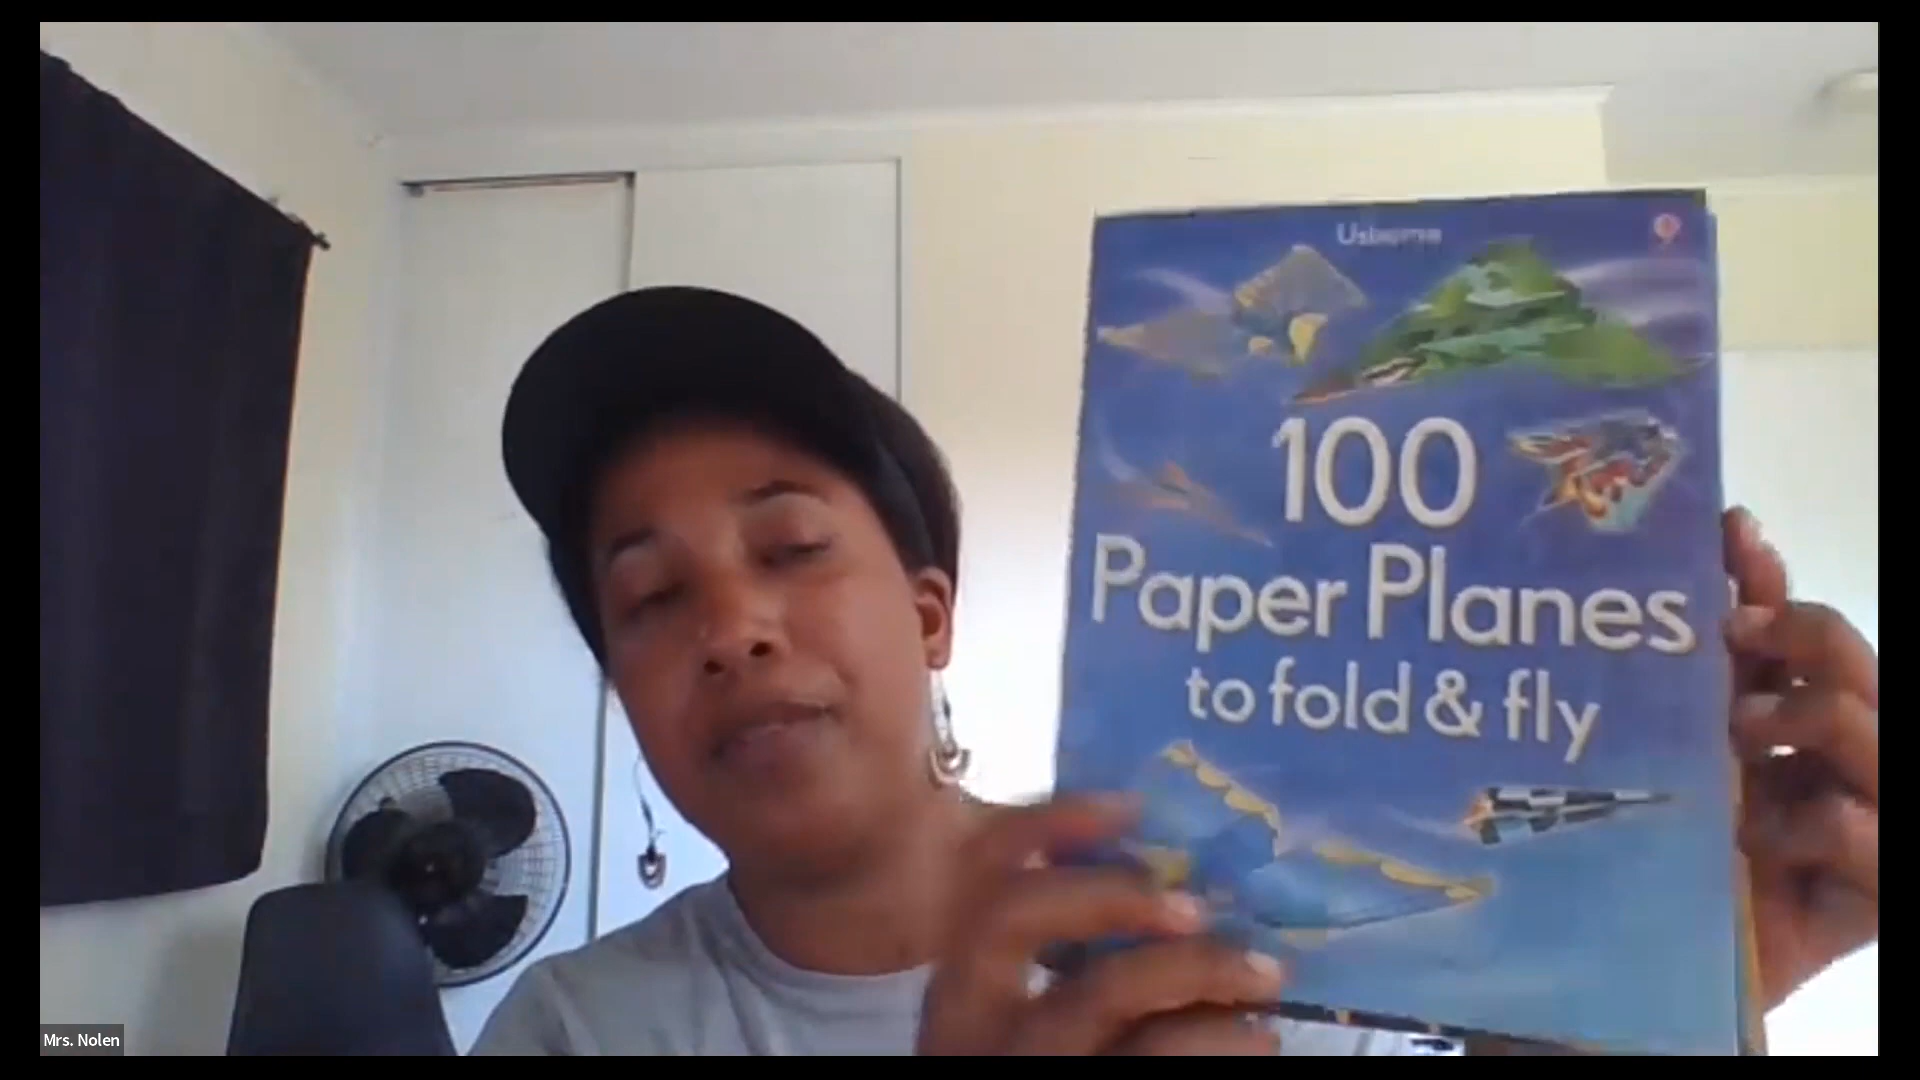 Usborne
100
Paper Planes
to fold & fly
Mrs. Nolen